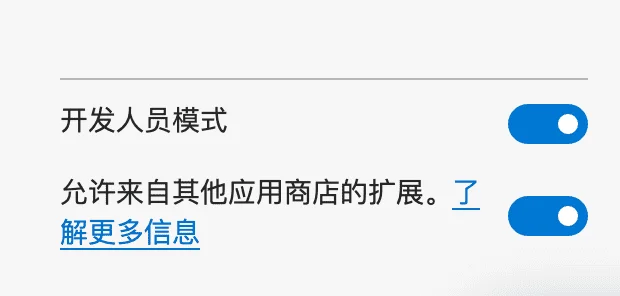 开发人员模式
允许来自其他应用商店的扩展。了
解更多信息